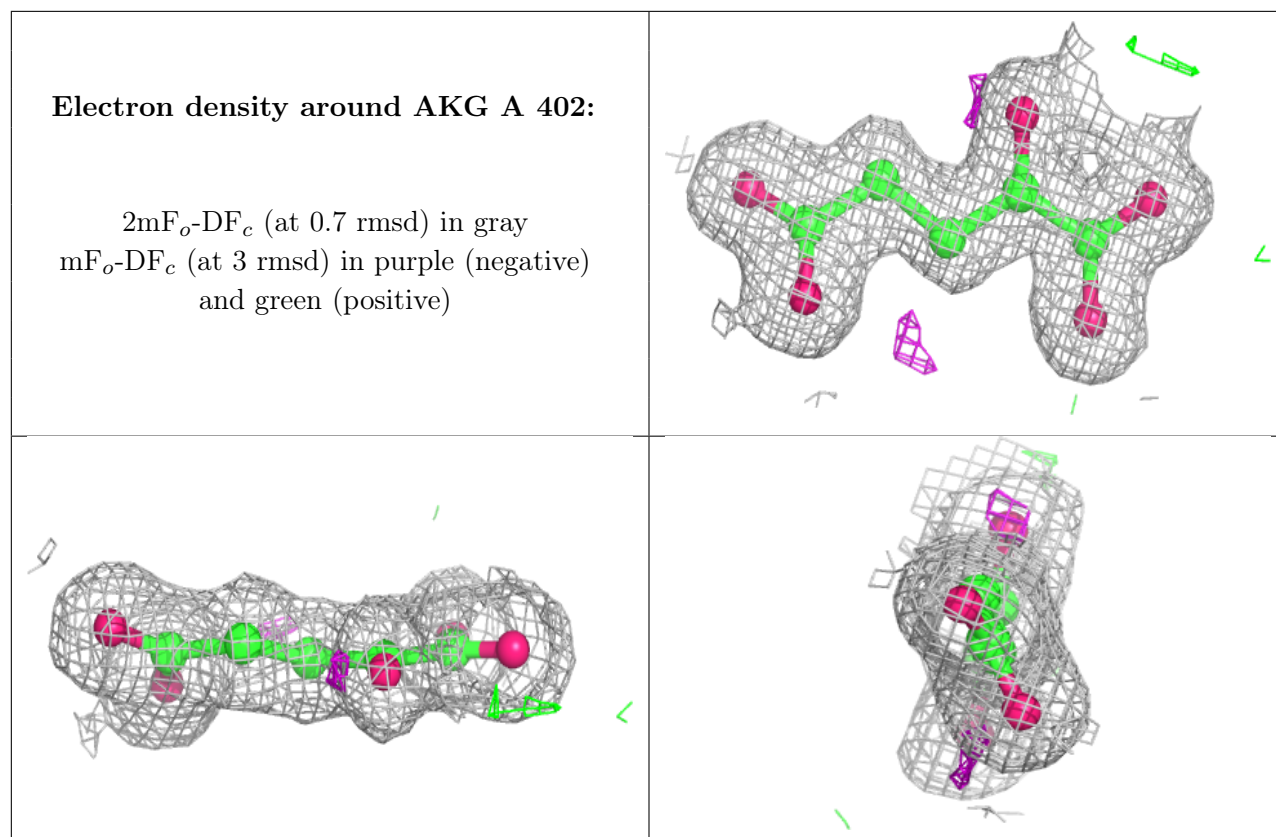 Electron density around AKG A 402:
2mFo-DFc (at 0.7 rmsd) in gray
mFo-DFc (at 3 rmsd) in purple (negative)
and green (positive)